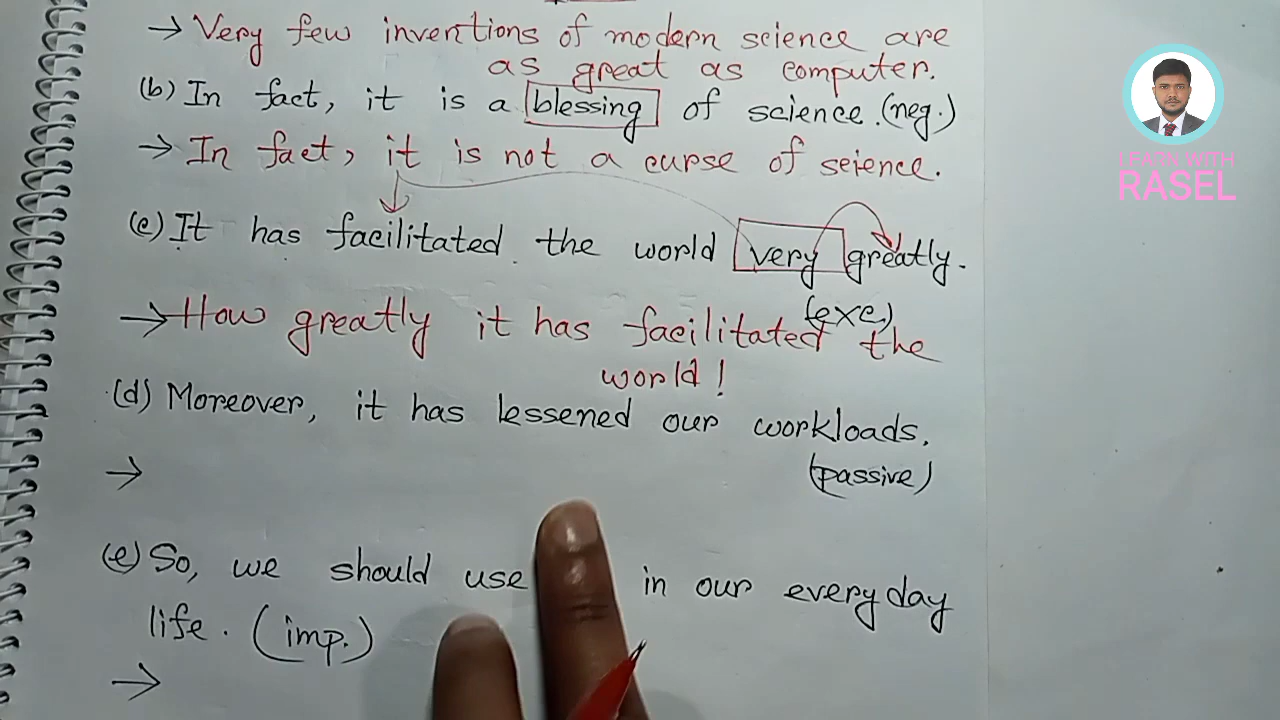 → Very few inventions of modern science are
as great as computer.
(b) In fact, it is a blessing of science. (neg.)
→ In fact, it is not a curse of science.
(c) It has facilitated the world very greatly.
(exc)
→ How greatly it has facilitated the
world!
(d) Moreover, it has lessened our workloads.
→ (passive)
(e) So, we should use in our everyday
life. (imp.)
→
LEARN WITH
RASEL